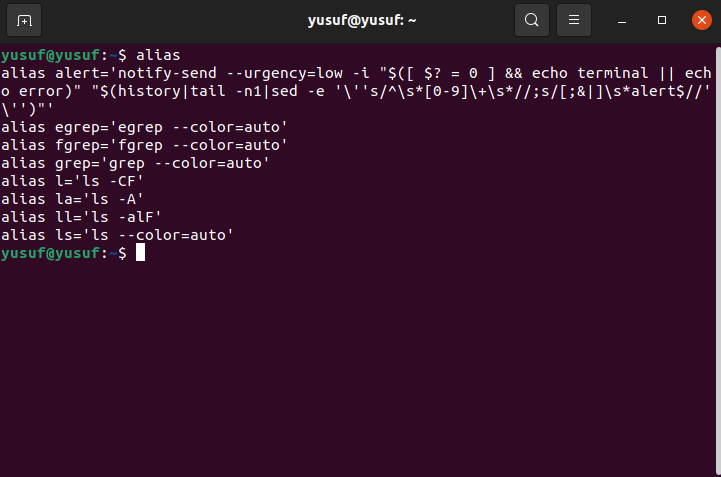 yusuf@yusuf: ~
yusuf@yusuf:~$ alias
alias alert='notify-send --urgency=low -i "$([ $? = 0 ] && echo terminal || ech
o error)" "$(history|tail -n1|sed -e '\''s/^\s*[0-9]\+\s*//;s/[;&|]\s*alert$//'
\'')"'
alias egrep='egrep --color=auto'
alias fgrep='fgrep --color=auto'
alias grep='grep --color=auto'
alias l='ls -CF'
alias la='ls -A'
alias ll='ls -alF'
alias ls='ls --color=auto'
yusuf@yusuf:~$